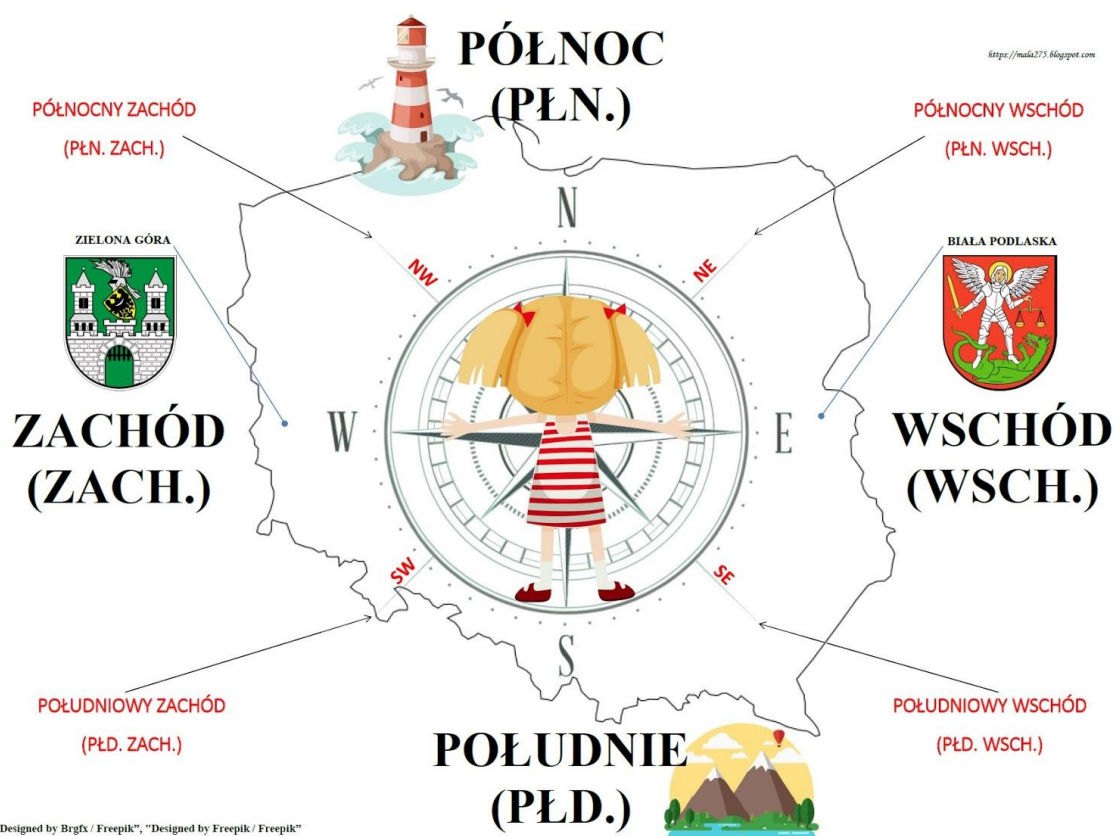 PÓŁNOC
(PŁN.)
https://mala275.blogspot.com
PÓŁNOCNY ZACHÓD
(PŁN. ZACH.)
PÓŁNOCNY WSCHÓD
(PŁN. WSCH.)
N
ZIELONA GÓRA
BIAŁA PODLASKA
NW
NE
ZACHÓD
(ZACH.)
W
E
WSCHÓD
(WSCH.)
SW
SE
S
POŁUDNIOWY ZACHÓD
(PŁD. ZACH.)
POŁUDNIOWY WSCHÓD
(PŁD. WSCH.)
POŁUDNIE
(PŁD.)
Designed by Brgfx / Freepik”, "Designed by Freepik / Freepik”